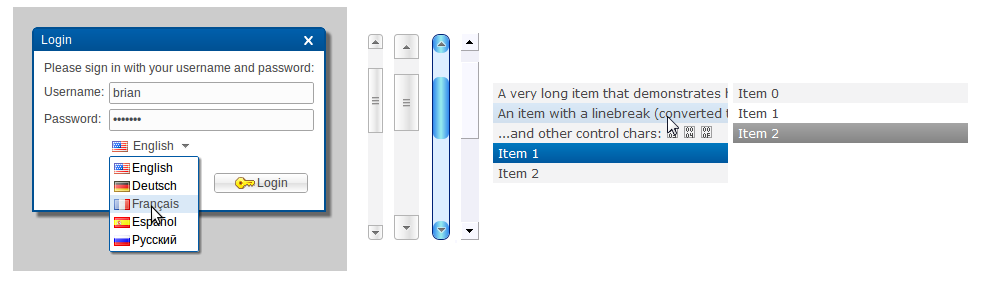 Login
Please sign in with your username and password:
Username: brian
Password: •••••••
English
English
Deutsch
Français
Español
Русский
Login
A very long item that demonstrates
An item with a linebreak (converted
...and other control chars:
Item 1
Item 2
Item 0
Item 1
Item 2